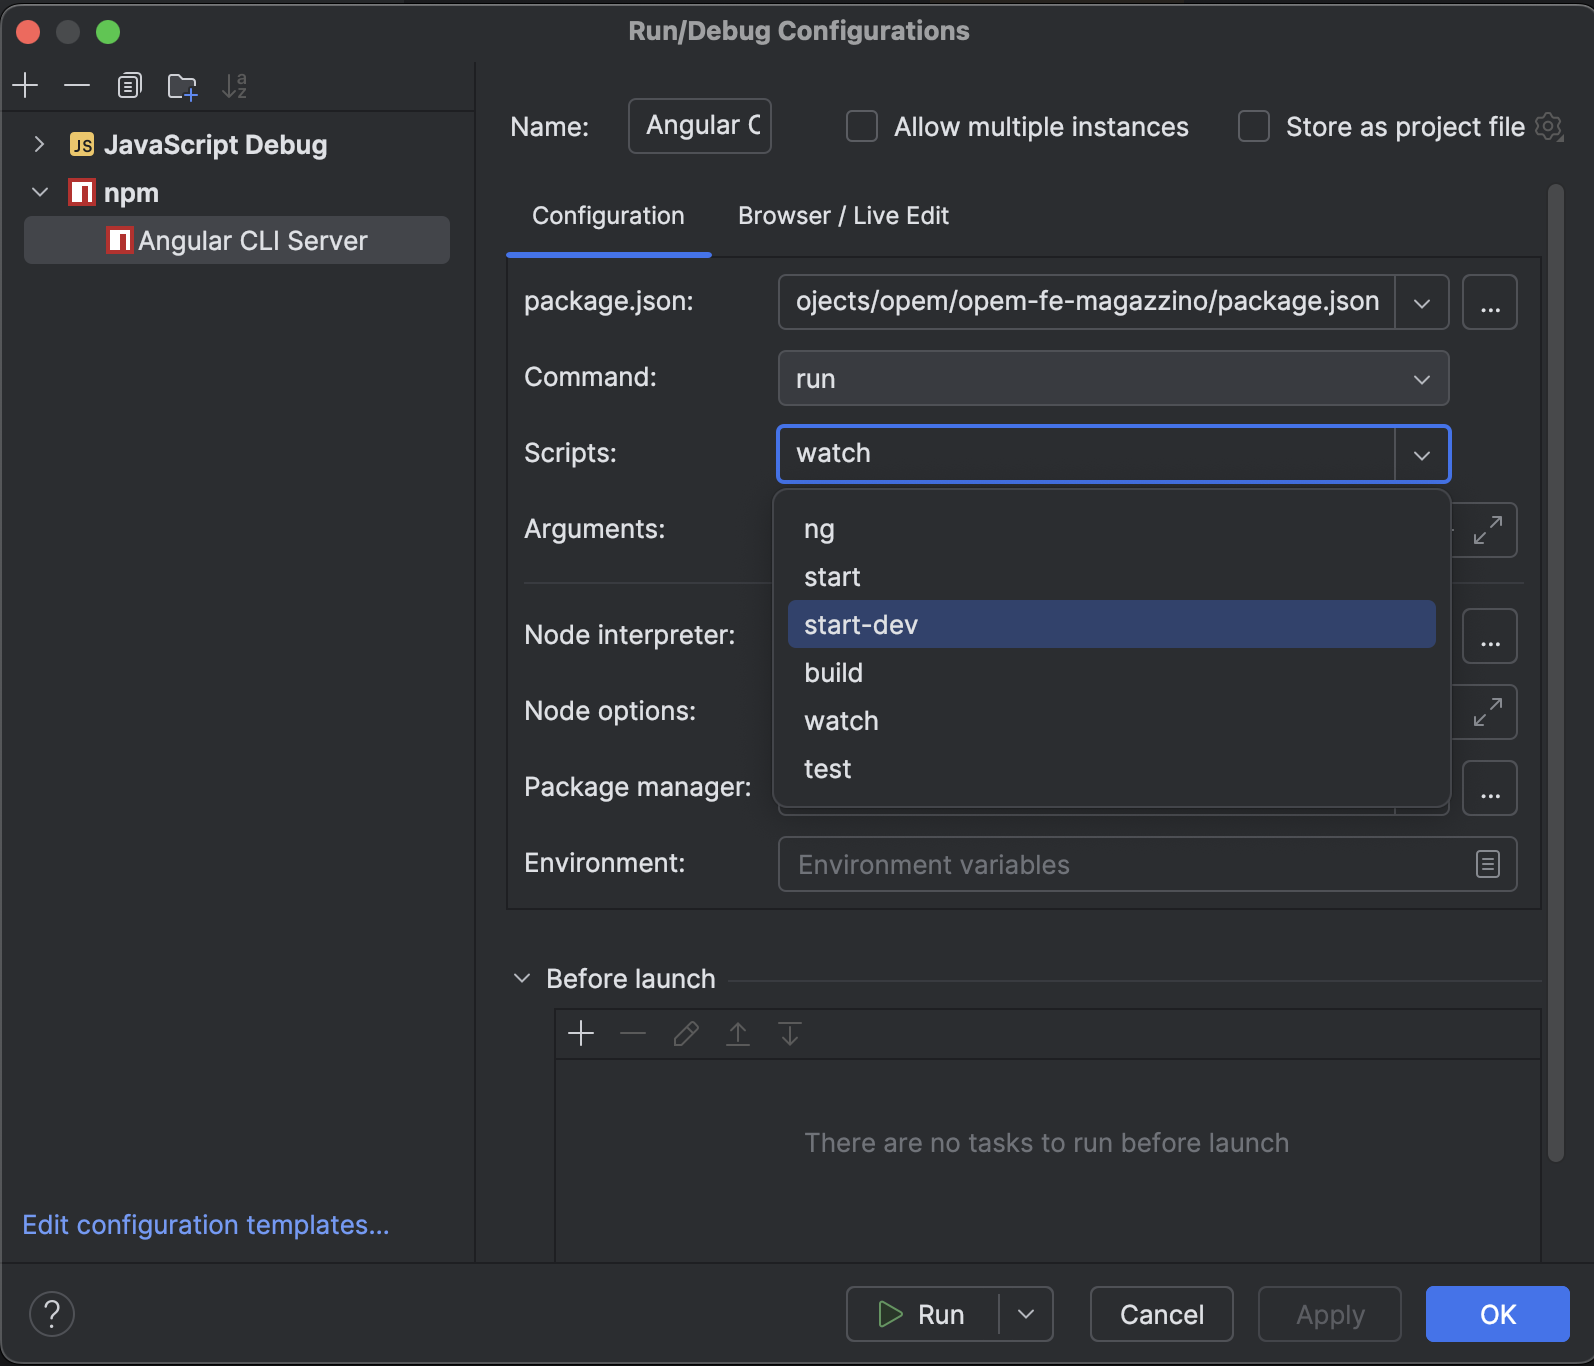 Run/Debug Configurations
JavaScript Debug
npm
Angular CLI Server
Edit configuration templates...
Name:
Angular C
Allow multiple instances
Store as project file
Configuration
Browser / Live Edit
package.json:
ojects/opem/opem-fe-magazzino/package.json
...
Command:
run
Scripts:
watch
Arguments:
ng
start
start-dev
build
watch
test
Node interpreter:
...
Node options:
Package manager:
...
Environment:
Environment variables
Before launch
There are no tasks to run before launch
?
Run
Cancel
Apply
OK